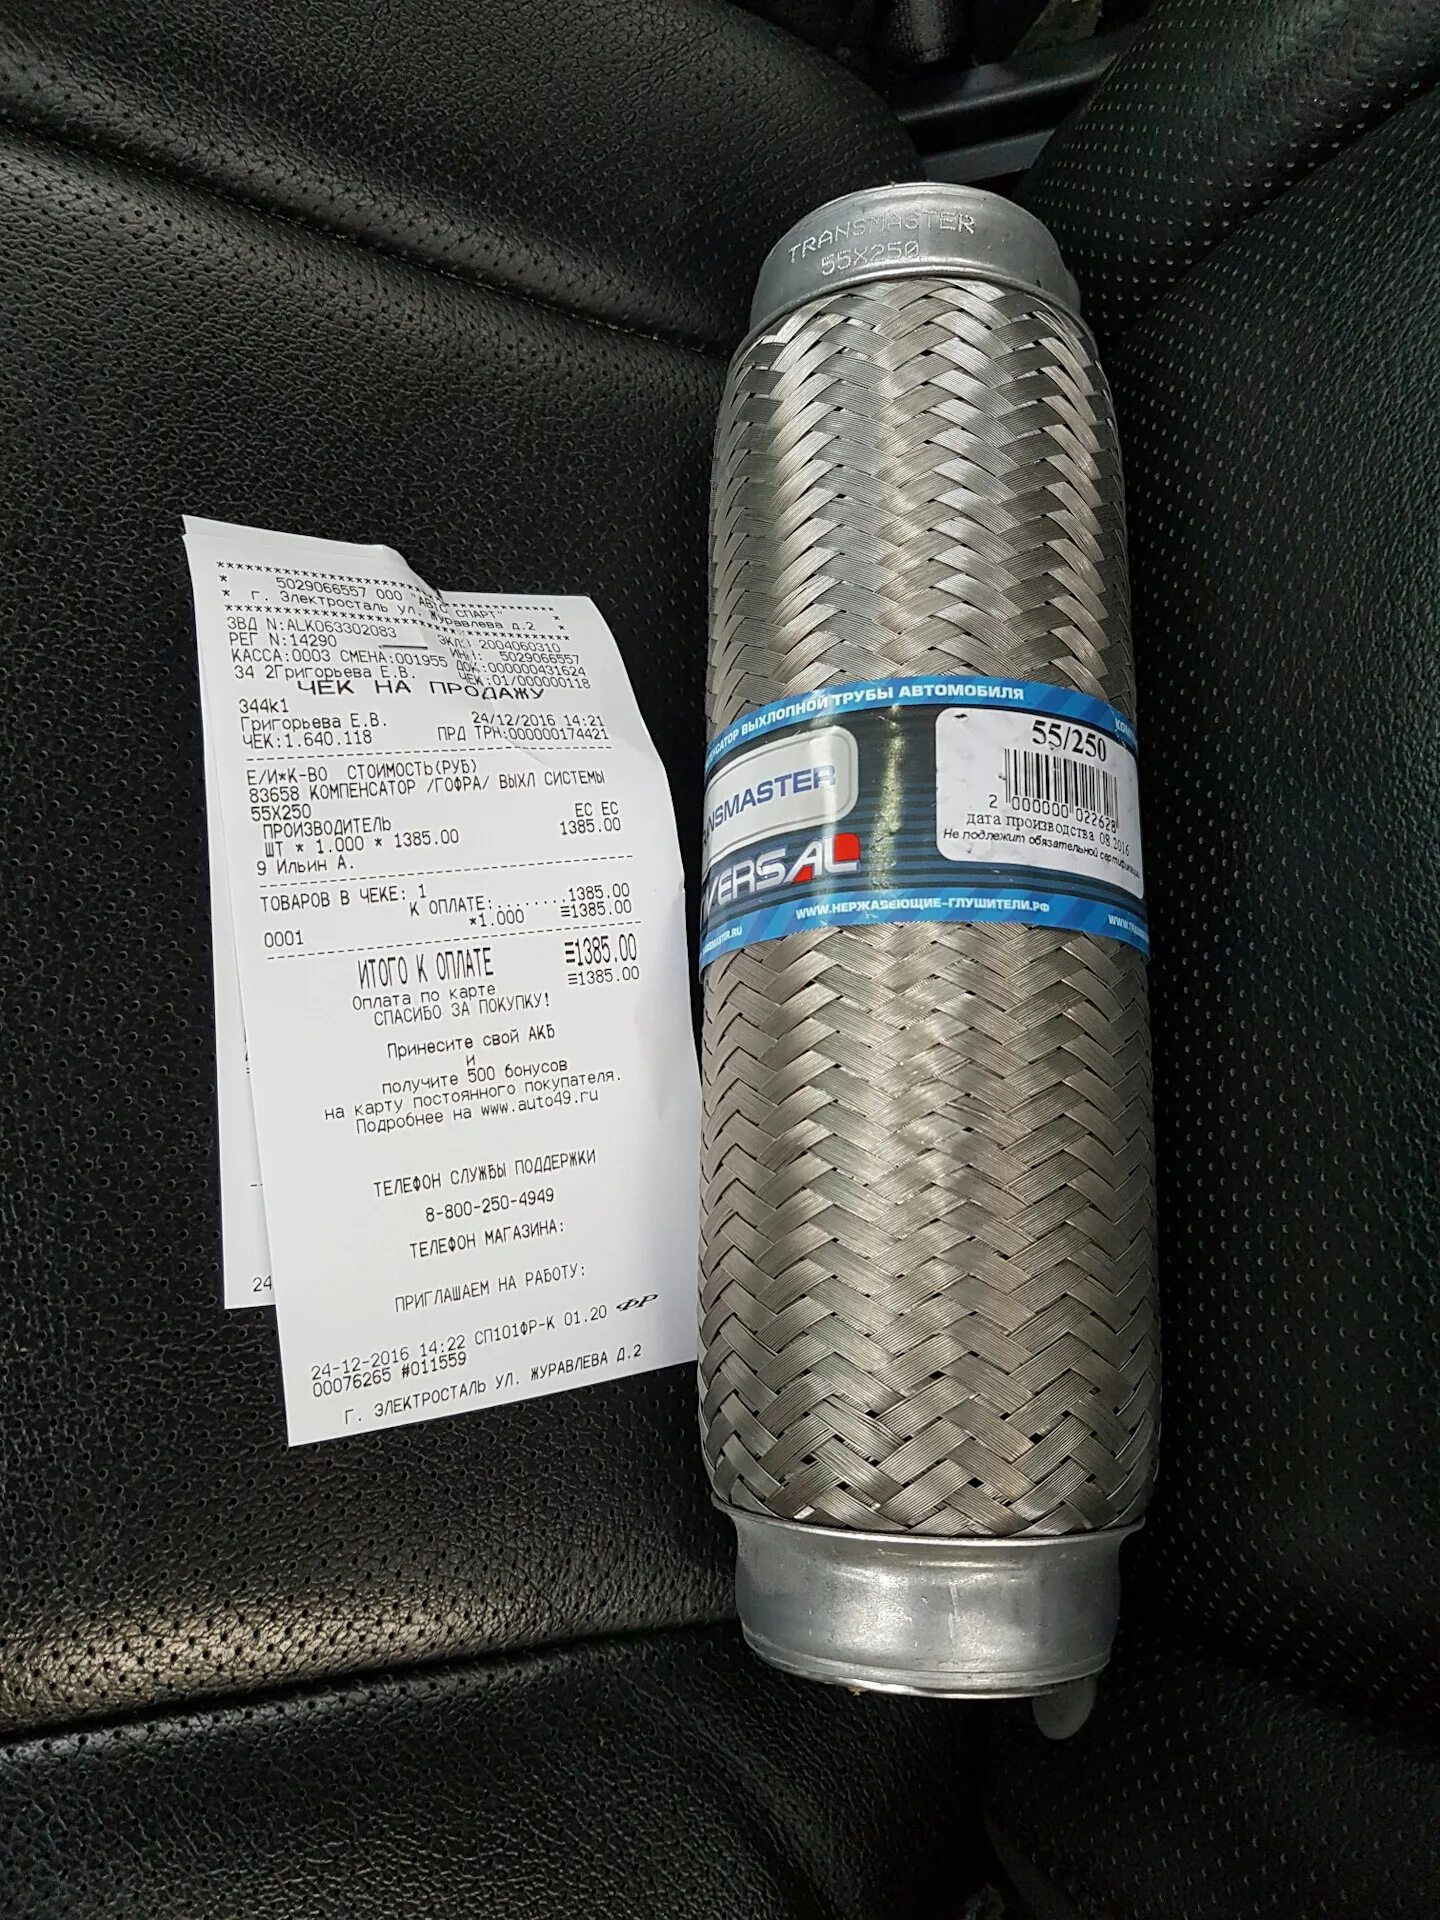 ************************
* 5029066557 ООО "АВТО СПАРТ" *
* г. Электросталь ул. Журавлева д.2 *
************************
ЗВД N:ALK063302083 ЭКЛЗ 2004060310
РЕГ N:14290 ИНН: 5029066557
КАССА:0003 СМЕНА:001955 ДОК:000000431624
34 2Григорьева Е.В. ЧЕК:01/000000118
ЧЕК НА ПРОДАЖУ
344k1
Григорьева Е.В. 24/12/2016 14:21
ЧЕК:1.640.118 ПРД ТРН:000000174421
Е/И*К-ВО СТОИМОСТЬ(РУБ)
83658 КОМПЕНСАТОР /ГОФРА/ ВЫХЛ СИСТЕМЫ
55X250
ПРОИЗВОДИТЕЛЬ ЕС ЕС
ШТ * 1.000 * 1385.00 1385.00
9 Ильин А.
ТОВАРОВ В ЧЕКЕ: 1
К ОПЛАТЕ:........1385.00
*1.000 ≡1385.00
0001
ИТОГО К ОПЛАТЕ ≡1385.00
Оплата по карте ≡1385.00
СПАСИБО ЗА ПОКУПКУ!
Принесите свой АКБ
и
получите 500 бонусов
на карту постоянного покупателя.
Подробнее на www.auto49.ru
ТЕЛЕФОН СЛУЖБЫ ПОДДЕРЖКИ
8-800-250-4949
ТЕЛЕФОН МАГАЗИНА:
ПРИГЛАШАЕМ НА РАБОТУ:
24-12-2016 14:22 СП101ФР-К 01.20 ФР
00076265 #011559
Г. ЭЛЕКТРОСТАЛЬ УЛ. ЖУРАВЛЕВА Д.2
24
TRANSMASTER
55X250
ВЫХЛОПНОЙ ТРУБЫ АВТОМОБИЛЯ
55/250
2 000000 022628
дата производства 08.2016
Не подлежит обязательной
WWW.НЕРЖАВЕЮЩИЕ-ГЛУШИТЕЛИ.РФ